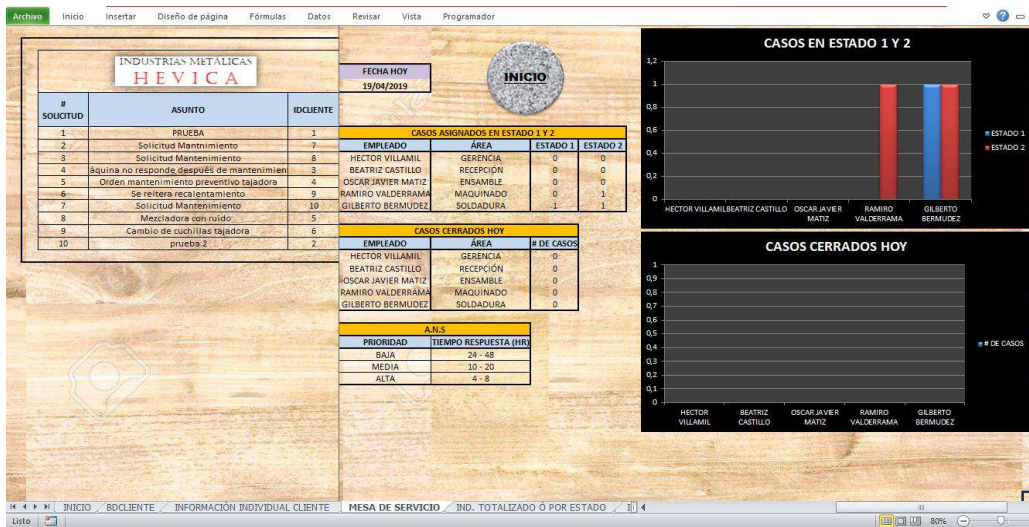 Archivo Inicio Insertar Diseño de página Fórmulas Datos Revisar Vista Programador
INDUSTRIAS METÁLICAS
HEVICA
# SOLICITUD ASUNTO IDCLIENTE
1 PRUEBA 1
2 Solicitud Mantnimiento 7
3 Solicitud Mantenimiento 8
4 áquina no responde después de mantenimien 3
5 Orden mantenimiento preventivo tajadora 4
6 Se reitera recalentamiento 9
7 Solicitud Mantenimiento 10
8 Mezcladora con ruido 5
9 Cambio de cuchillas tajadora 6
10 prueba 2 2
FECHA HOY
19/04/2019
INICIO
CASOS ASIGNADOS EN ESTADO 1 Y 2
EMPLEADO ÁREA ESTADO 1 ESTADO 2
HECTOR VILLAMIL GERENCIA 0 0
BEATRIZ CASTILLO RECEPCIÓN 0 0
OSCAR JAVIER MATIZ ENSAMBLE 0 0
RAMIRO VALDERRAMA MAQUINADO 0 1
GILBERTO BERMUDEZ SOLDADURA 1 1
CASOS CERRADOS HOY
EMPLEADO ÁREA # DE CASOS
HECTOR VILLAMIL GERENCIA 0
BEATRIZ CASTILLO RECEPCIÓN 0
OSCAR JAVIER MATIZ ENSAMBLE 0
RAMIRO VALDERRAMA MAQUINADO 0
GILBERTO BERMUDEZ SOLDADURA 0
A.N.S
PRIORIDAD TIEMPO RESPUESTA (HR)
BAJA 24 - 48
MEDIA 10 - 20
ALTA 4 - 8
CASOS EN ESTADO 1 Y 2
1,2
1
0,8
0,6
0,4
0,2
0
HECTOR VILLAMIL BEATRIZ CASTILLO OSCAR JAVIER MATIZ RAMIRO VALDERRAMA GILBERTO BERMUDEZ
ESTADO 1
ESTADO 2
CASOS CERRADOS HOY
1
0,9
0,8
0,7
0,6
0,5
0,4
0,3
0,2
0,1
0
HECTOR VILLAMIL BEATRIZ CASTILLO OSCAR JAVIER MATIZ RAMIRO VALDERRAMA GILBERTO BERMUDEZ
# DE CASOS
INICIO BDCLIENTE INFORMACIÓN INDIVIDUAL CLIENTE MESA DE SERVICIO IND. TOTALIZADO Ó POR ESTADO
Listo 80%